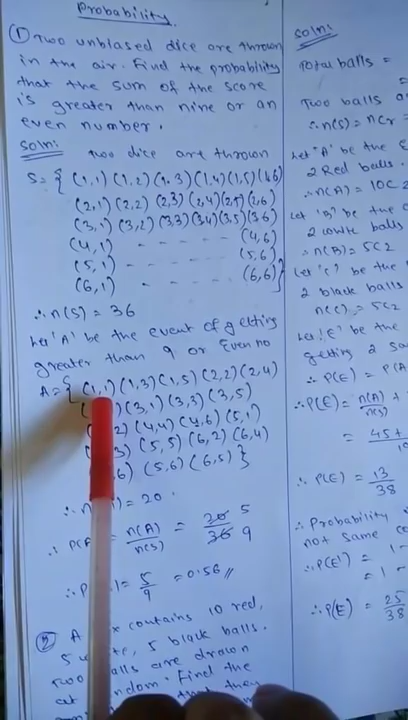 Probability.
① Two unbiased dice are thrown
in the air. Find the probability
that the sum of the score
is greater than nine or an
even number.
Soln: Two dice are thrown
S = { (1,1) (1,2) (1,3) (1,4) (1,5) (1,6)
(2,1) (2,2) (2,3) (2,4) (2,5) (2,6)
(3,1) (3,2) (3,3) (3,4) (3,5) (3,6)
(4,1) - - - - - - (4,6)
(5,1) - - - - - - (5,6)
(6,1) - - - - - (6,6) }
∴ n(S) = 36
Let 'A' be the event of getting
greater than 9 or Even no
A = { (1,1) (1,3) (1,5) (2,2) (2,4)
(3,1) (3,3) (3,5)
2) (4,4) (4,6) (5,1)
3) (5,5) (6,2) (6,4)
6) (5,6) (6,5) }
= 20.
n(A)/n(S) = 20/36 5/9
= 5/9 = 0.56 //
② A contains 10 red,
5 white, 5 black balls.
Two balls are drawn
at random. Find the
Soln:
Total balls =
Two balls
∴ n(S) = nCr =
Let 'A' be the
2 Red balls.
∴ n(A) = 10C2
Let 'B' be the
2 white balls
∴ n(B) = 5C2
Let 'C' be the
2 black balls
n(C) = 5C2
Let 'E' be the
getting 2
∴ P(E) = P(A
∴ P(E) = n(A)/n(S) +
= 45+
∴ P(E) = 13/38
∴ Probability
not same
∴ P(E') = 1 -
= 1 -
∴ P(E) = 25/38